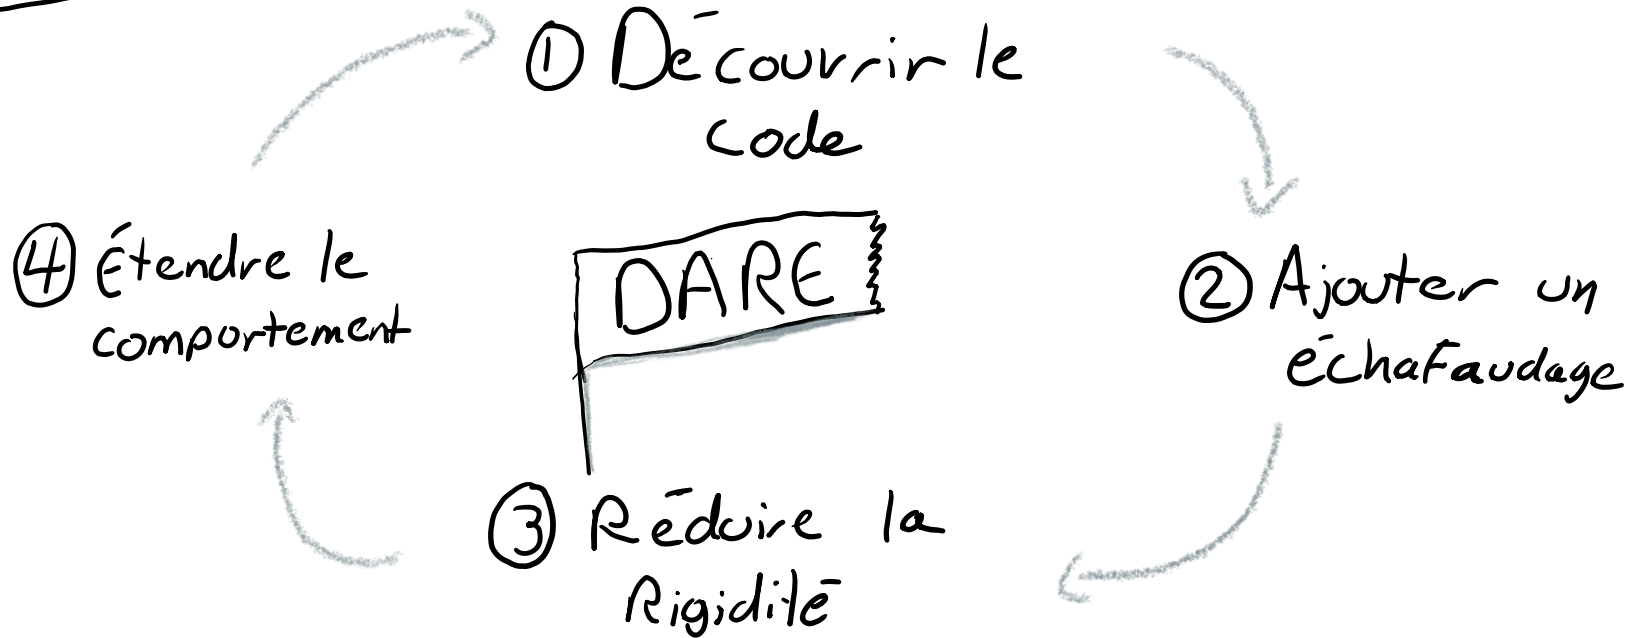 ① Découvrir le
code
④ Étendre le
comportement
DARE
② Ajouter un
échafaudage
③ Réduire la
Rigidité